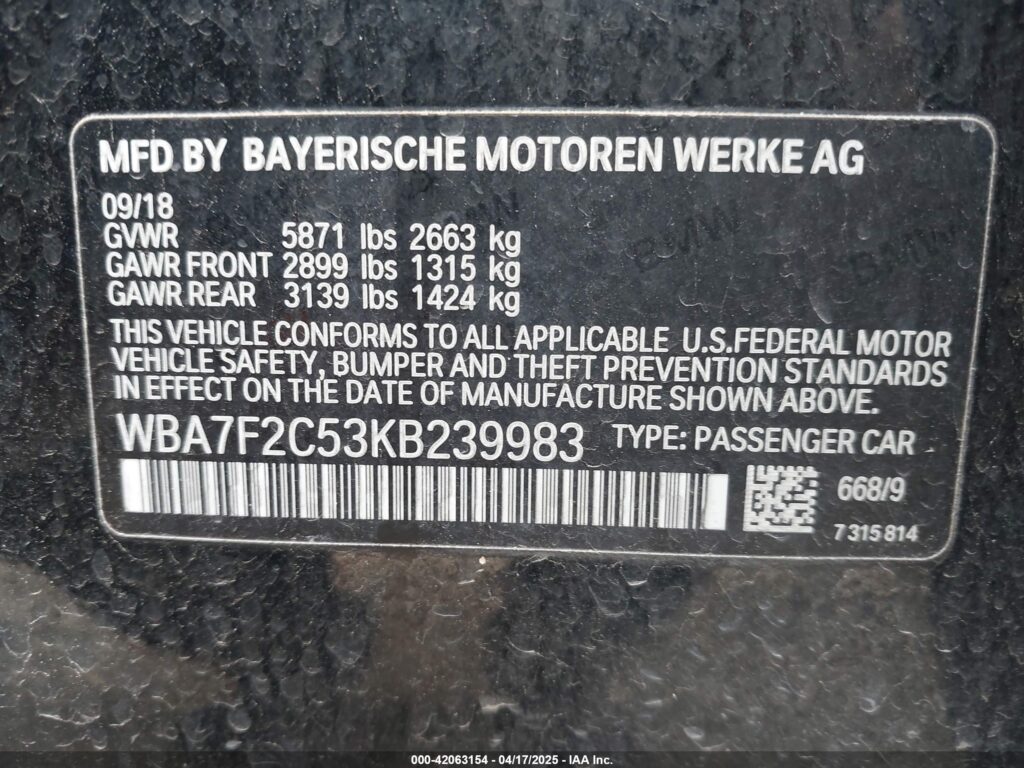 MFD BY BAYERISCHE MOTOREN WERKE AG
09/18
GVWR 5871 lbs 2663 kg
GAWR FRONT 2899 lbs 1315 kg
GAWR REAR 3139 lbs 1424 kg
THIS VEHICLE CONFORMS TO ALL APPLICABLE U.S.FEDERAL MOTOR
VEHICLE SAFETY, BUMPER AND THEFT PREVENTION STANDARDS
IN EFFECT ON THE DATE OF MANUFACTURE SHOWN ABOVE.
WBA7F2C53KB239983 TYPE: PASSENGER CAR
668/9
7 315 814
BMW BMW BMW
000-42063154 - 04/17/2025 - IAA Inc.